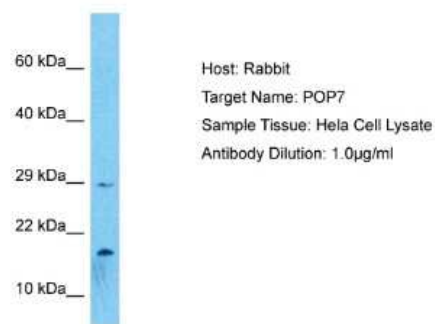 60 kDa
40 kDa
29 kDa
22 kDa
10 kDa
Host: Rabbit
Target Name: POP7
Sample Tissue: Hela Cell Lysate
Antibody Dilution: 1.0µg/ml